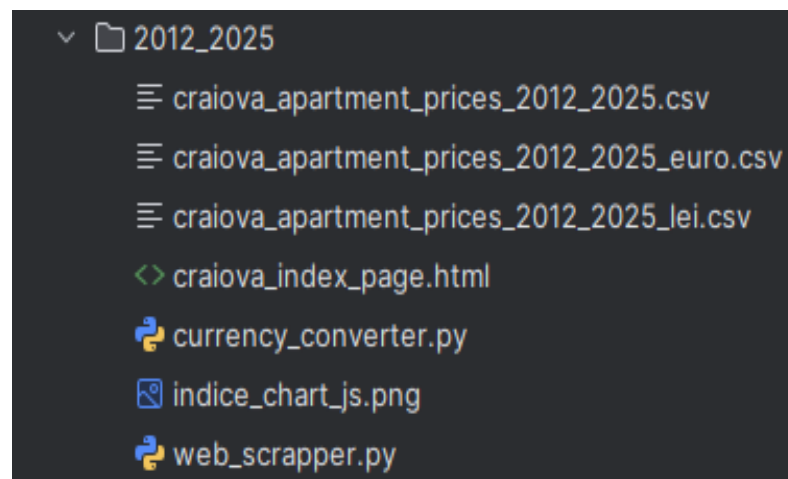 2012_2025
craiova_apartment_prices_2012_2025.csv
craiova_apartment_prices_2012_2025_euro.csv
craiova_apartment_prices_2012_2025_lei.csv
craiova_index_page.html
currency_converter.py
indice_chart_js.png
web_scrapper.py